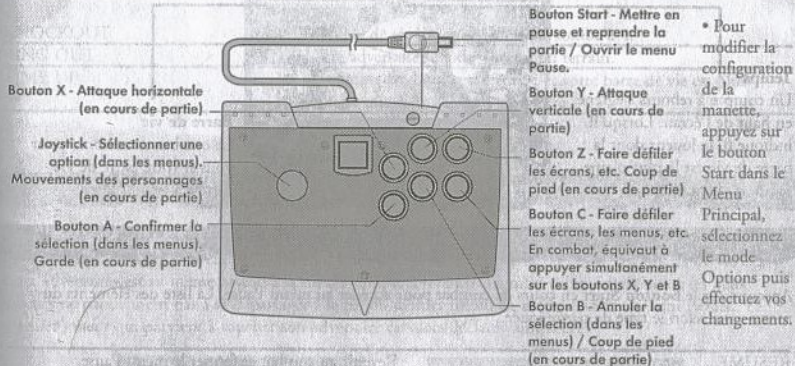 Bouton X - Attaque horizontale
(en cours de partie)
Joystick - Sélectionner une
option (dans les menus).
Mouvements des personnages
(en cours de partie)
Bouton A - Confirmer la
sélection (dans les menus).
Garde (en cours de partie)
Bouton Start - Mettre en
pause et reprendre la
partie / Ouvrir le menu
Pause.
Bouton Y - Attaque
verticale (en cours de
partie)
Bouton Z - Faire défiler
les écrans, etc. Coup de
pied (en cours de partie)
Bouton C - Faire défiler
les écrans, les menus, etc.
En combat, équivaut à
appuyer simultanément
sur les boutons X, Y et B
Bouton B - Annuler la
sélection (dans les
menus) / Coup de pied
(en cours de partie)
• Pour
modifier la
configuration
de la
manette,
appuyez sur
le bouton
Start dans le
Menu
Principal,
sélectionnez
le mode
Options puis
effectuez vos
changements.